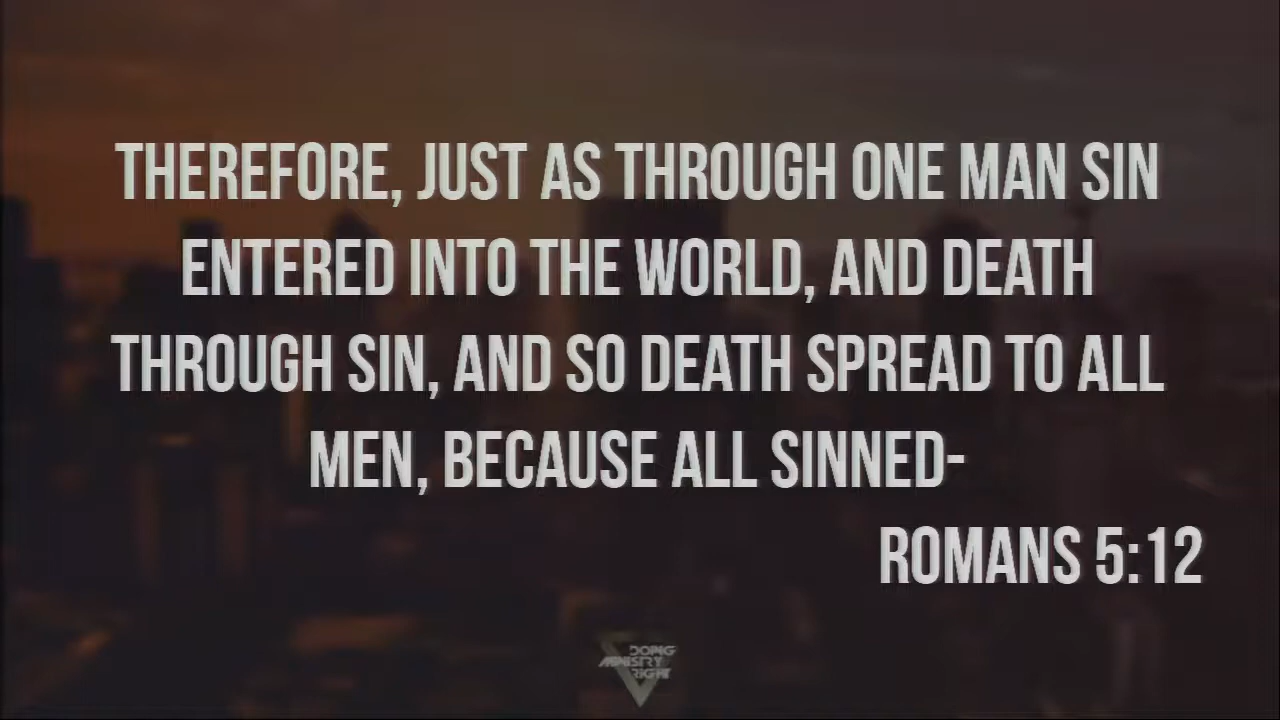 THEREFORE, JUST AS THROUGH ONE MAN SIN
ENTERED INTO THE WORLD, AND DEATH
THROUGH SIN, AND SO DEATH SPREAD TO ALL
MEN, BECAUSE ALL SINNED-
ROMANS 5:12
DOING
MINISTRY
RIGHT